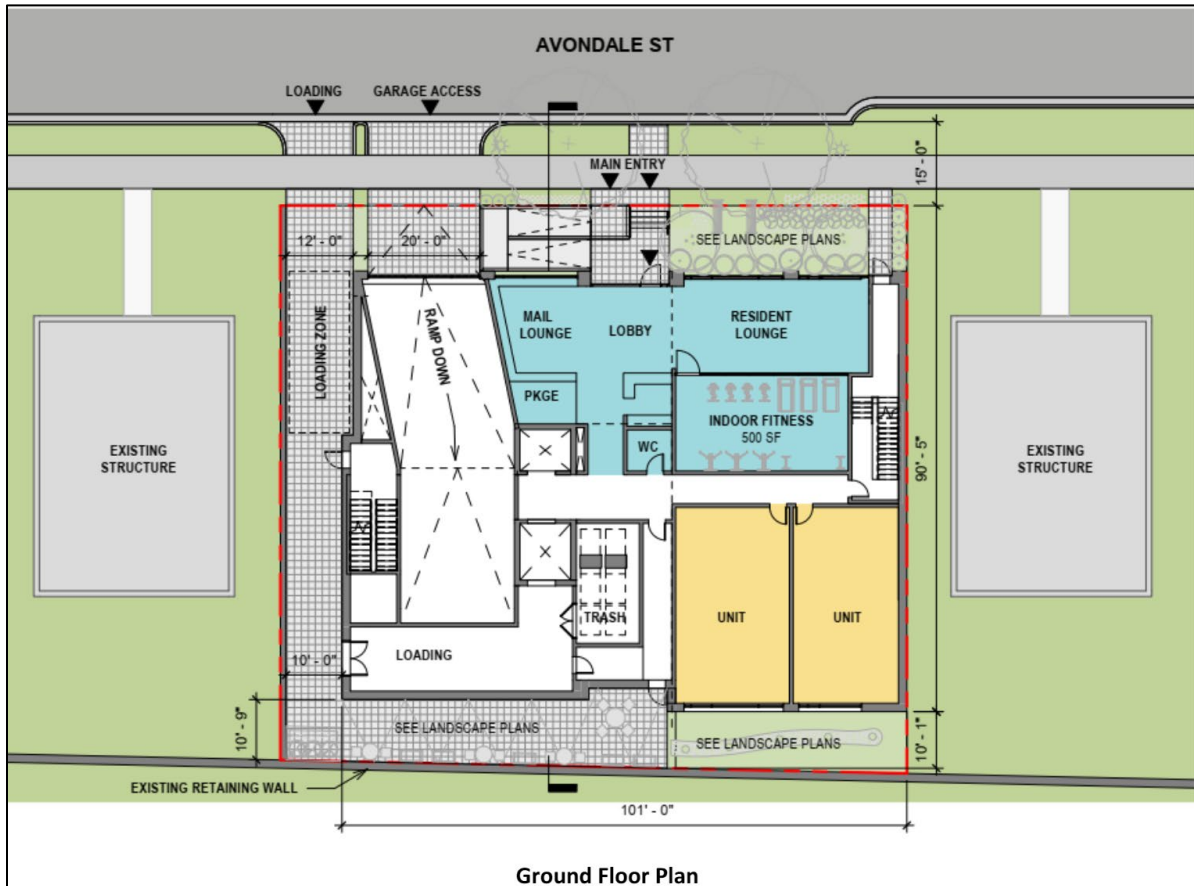 AVONDALE ST
LOADING
GARAGE ACCESS
MAIN ENTRY
15' - 0"
12' - 0"
20' - 0"
SEE LANDSCAPE PLANS
LOADING ZONE
RAMP DOWN
MAIL
LOUNGE
LOBBY
RESIDENT
LOUNGE
PKGE
INDOOR FITNESS
500 SF
WC
EXISTING
STRUCTURE
EXISTING
STRUCTURE
90' - 5"
UNIT
UNIT
TRASH
LOADING
10' - 0"
10' - 9"
SEE LANDSCAPE PLANS
SEE LANDSCAPE PLANS
10' - 1"
EXISTING RETAINING WALL
101' - 0"
Ground Floor Plan